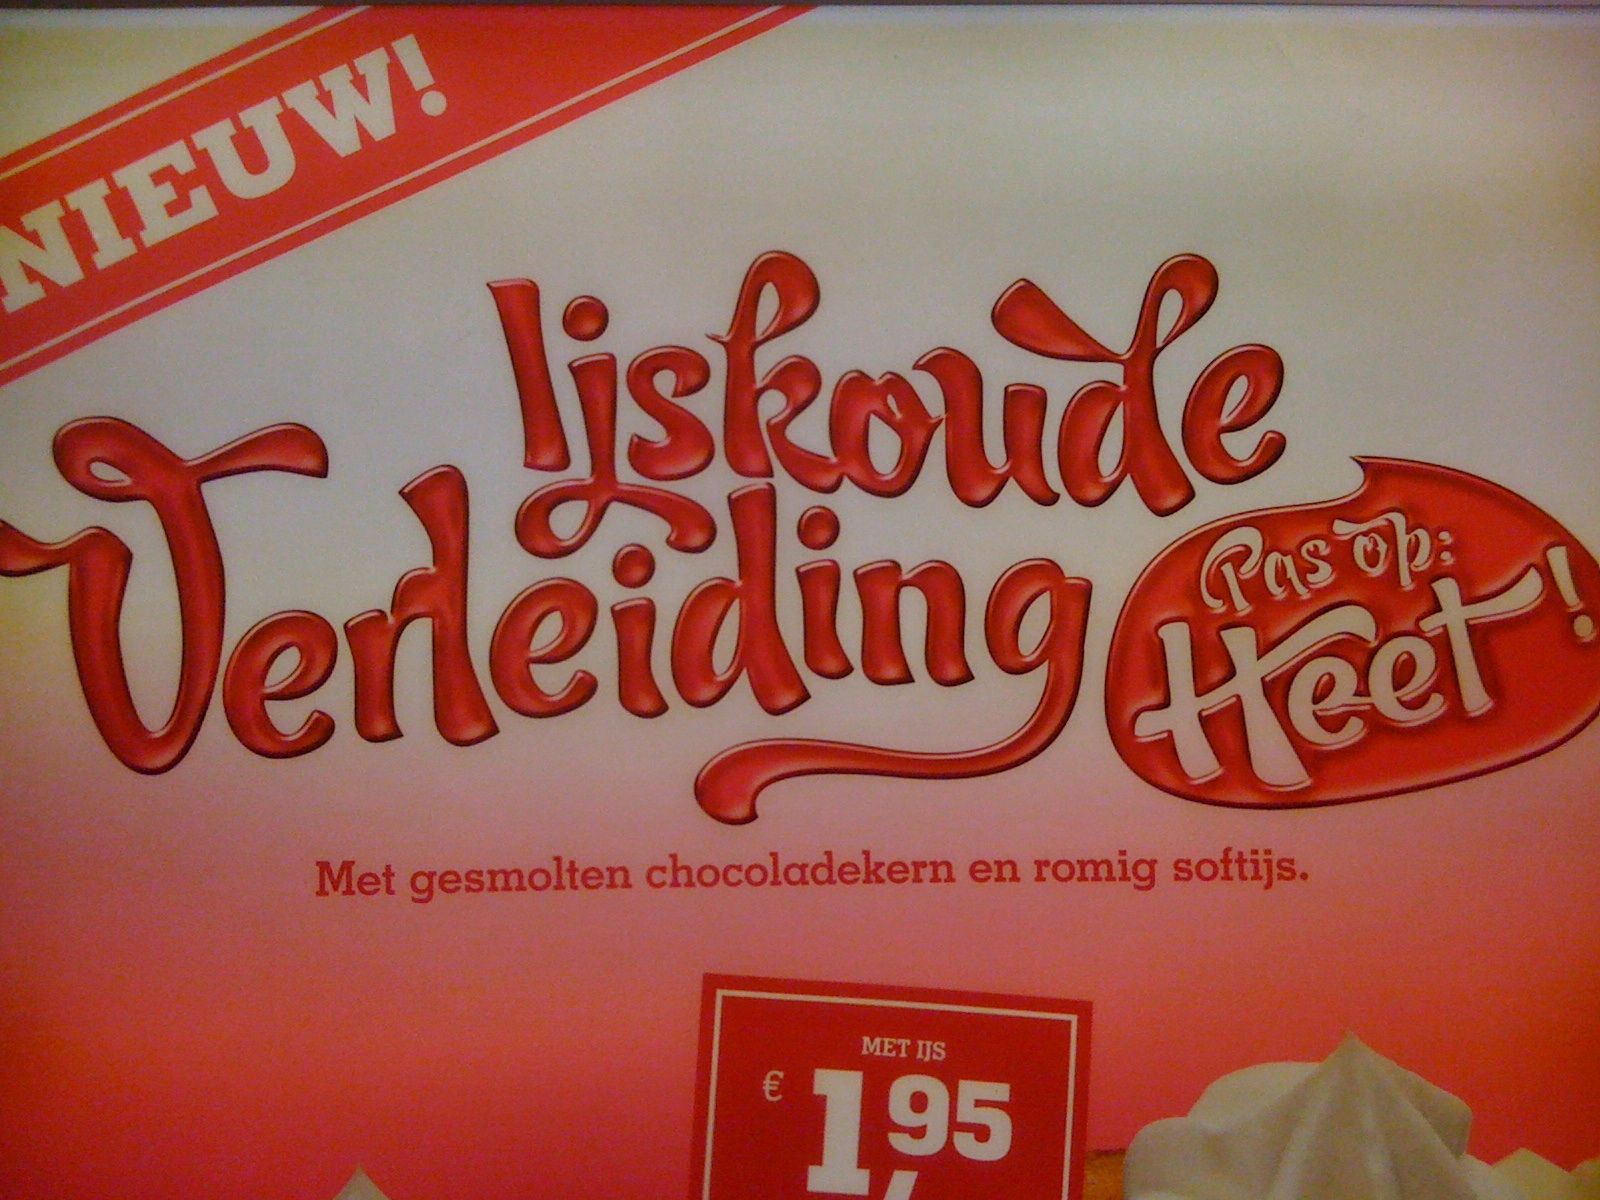 NIEUW!
Ijskoude
Verleiding
Pas op:
Heet!
Met gesmolten chocoladekern en romig softijs.
MET IJS
€ 1,95